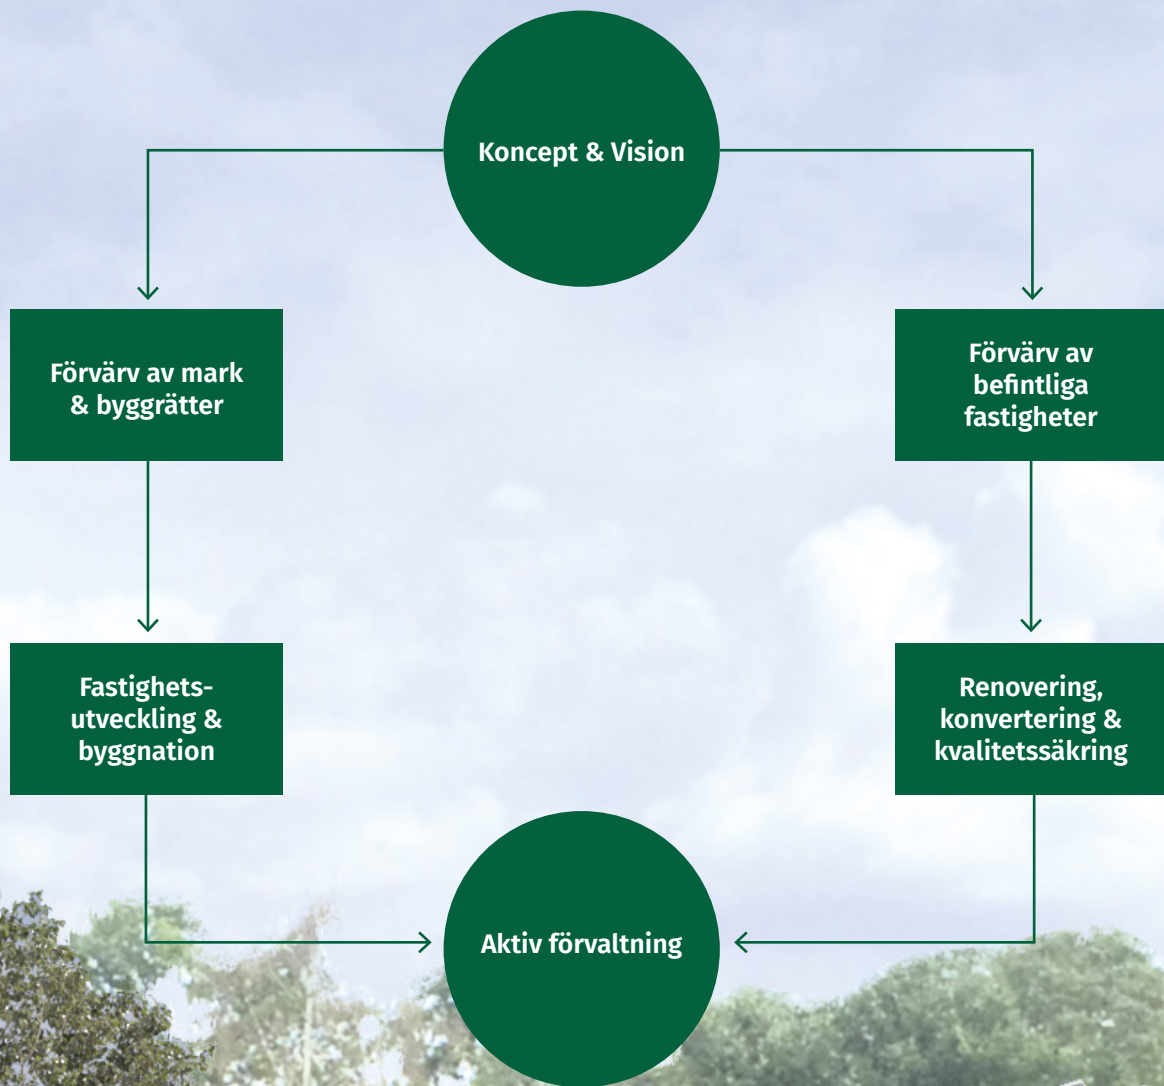 Koncept & Vision
Förvärv av mark
& byggrätter
Förvärv av
befintliga
fastigheter
Fastighets-
utveckling &
byggnation
Renovering,
konvertering &
kvalitetssäkring
Aktiv förvaltning